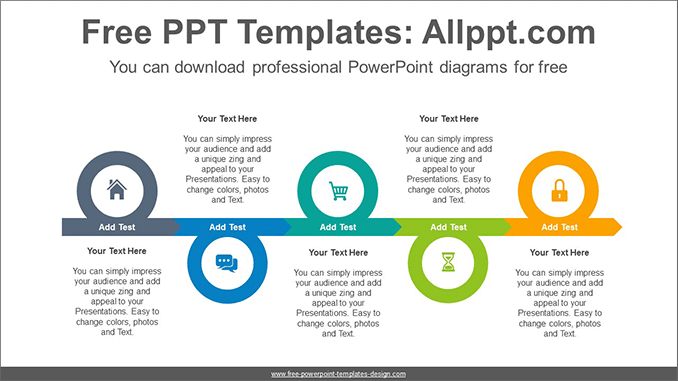 Free PPT Templates: Allppt.com
You can download professional PowerPoint diagrams for free
Your Text Here
You can simply impress
your audience and add
a unique zing and
appeal to your
Presentations. Easy to
change colors, photos
and Text.
Your Text Here
You can simply impress
your audience and add
a unique zing and
appeal to your
Presentations. Easy to
change colors, photos
and Text.
Add Test
Add Test
Add Test
Add Test
Add Test
Your Text Here
You can simply impress
your audience and add
a unique zing and
appeal to your
Presentations. Easy to
change colors, photos
and Text.
Your Text Here
You can simply impress
your audience and add
a unique zing and
appeal to your
Presentations. Easy to
change colors, photos
and Text.
Your Text Here
You can simply impress
your audience and add
a unique zing and
appeal to your
Presentations. Easy to
change colors, photos
and Text.
www.free-powerpoint-templates-design.com